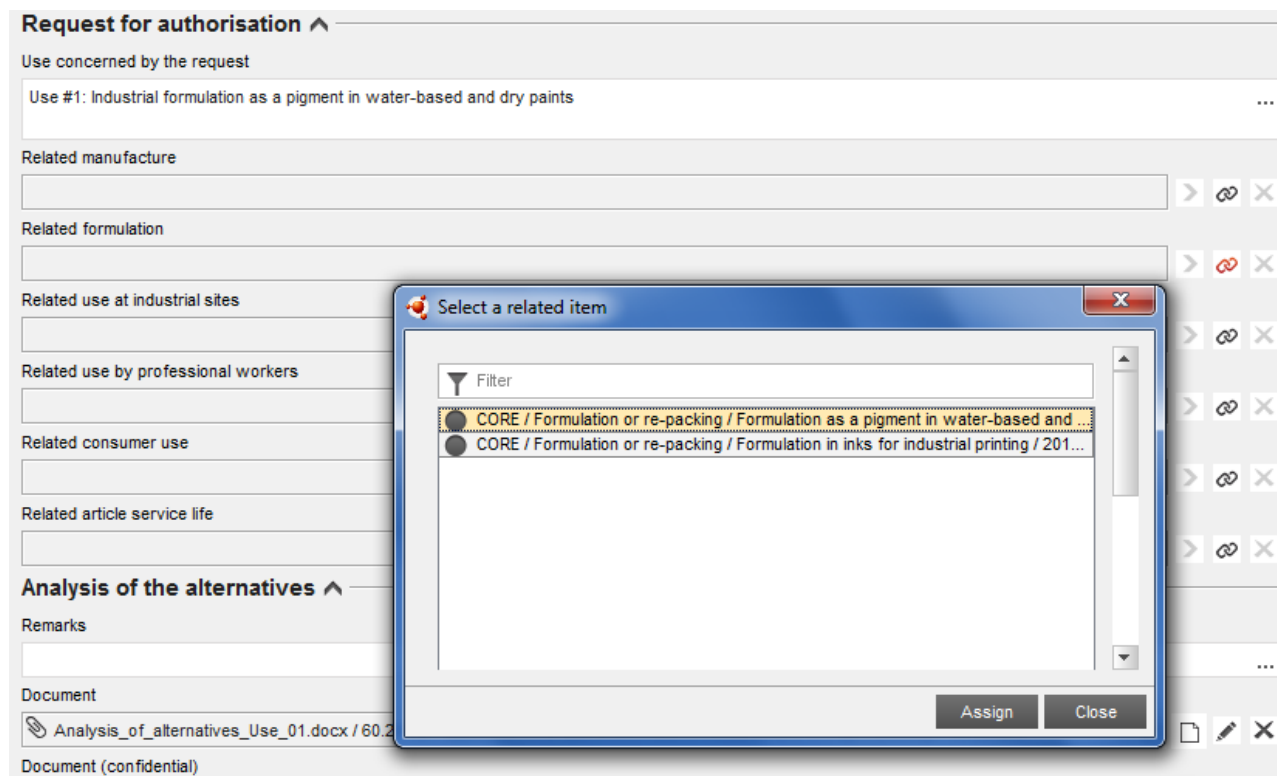 Request for authorisation
Use concerned by the request
Use #1: Industrial formulation as a pigment in water-based and dry paints
...
Related manufacture
Related formulation
Related use at industrial sites
Select a related item
Related use by professional workers
Filter
CORE / Formulation or re-packing / Formulation as a pigment in water-based and ...
CORE / Formulation or re-packing / Formulation in inks for industrial printing / 201...
Related consumer use
Related article service life
Analysis of the alternatives
Remarks
...
Document
Assign Close
Analysis_of_alternatives_Use_01.docx / 60.2
Document (confidential)